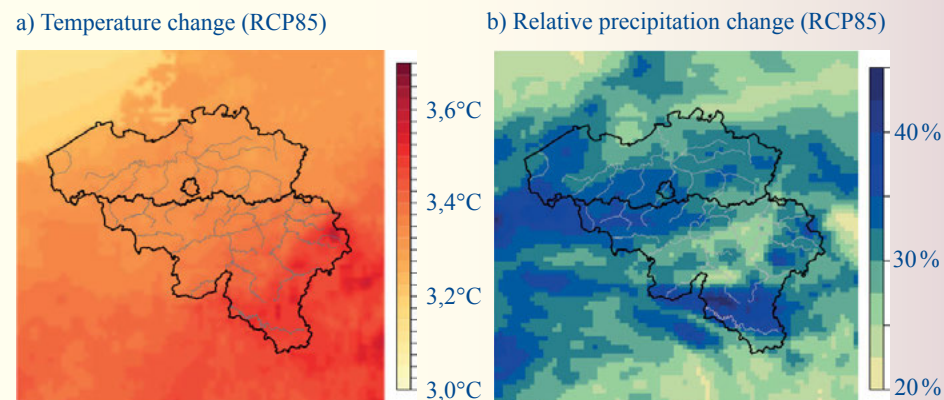 a) Temperature change (RCP85)
3,6°C
3,4°C
3,2°C
3,0°C
b) Relative precipitation change (RCP85)
40%
30%
20%